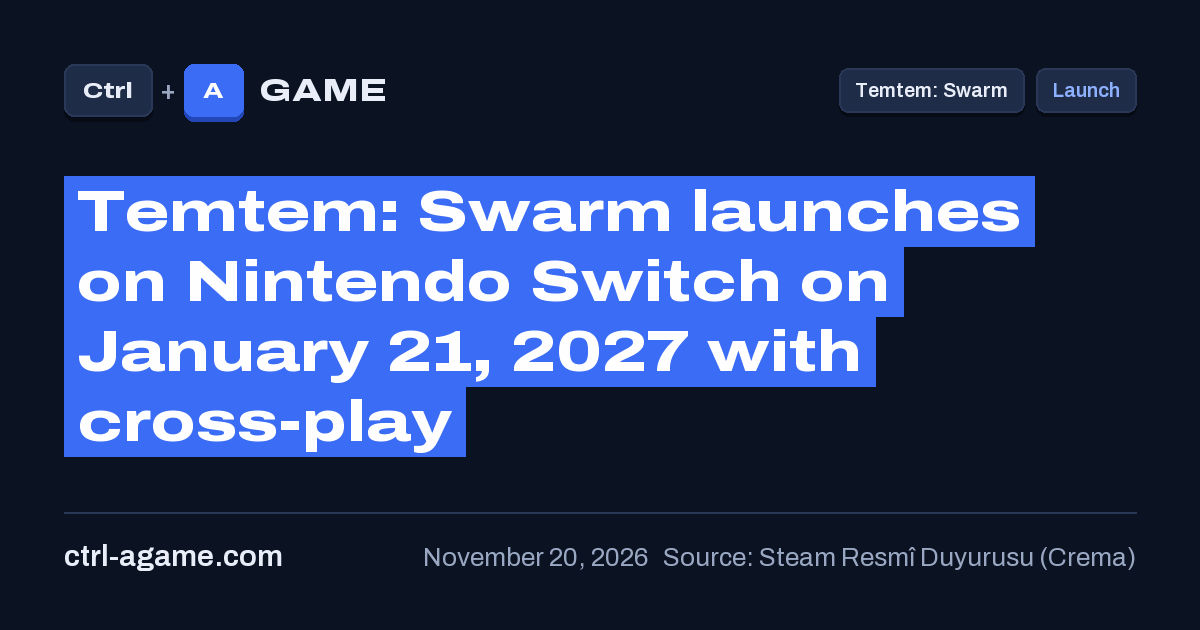 Ctrl + A GAME
Temtem: Swarm Launch
Temtem: Swarm launches
on Nintendo Switch on
January 21, 2027 with
cross-play
ctrl-agame.com
November 20, 2026 Source: Steam Resmî Duyurusu (Crema)